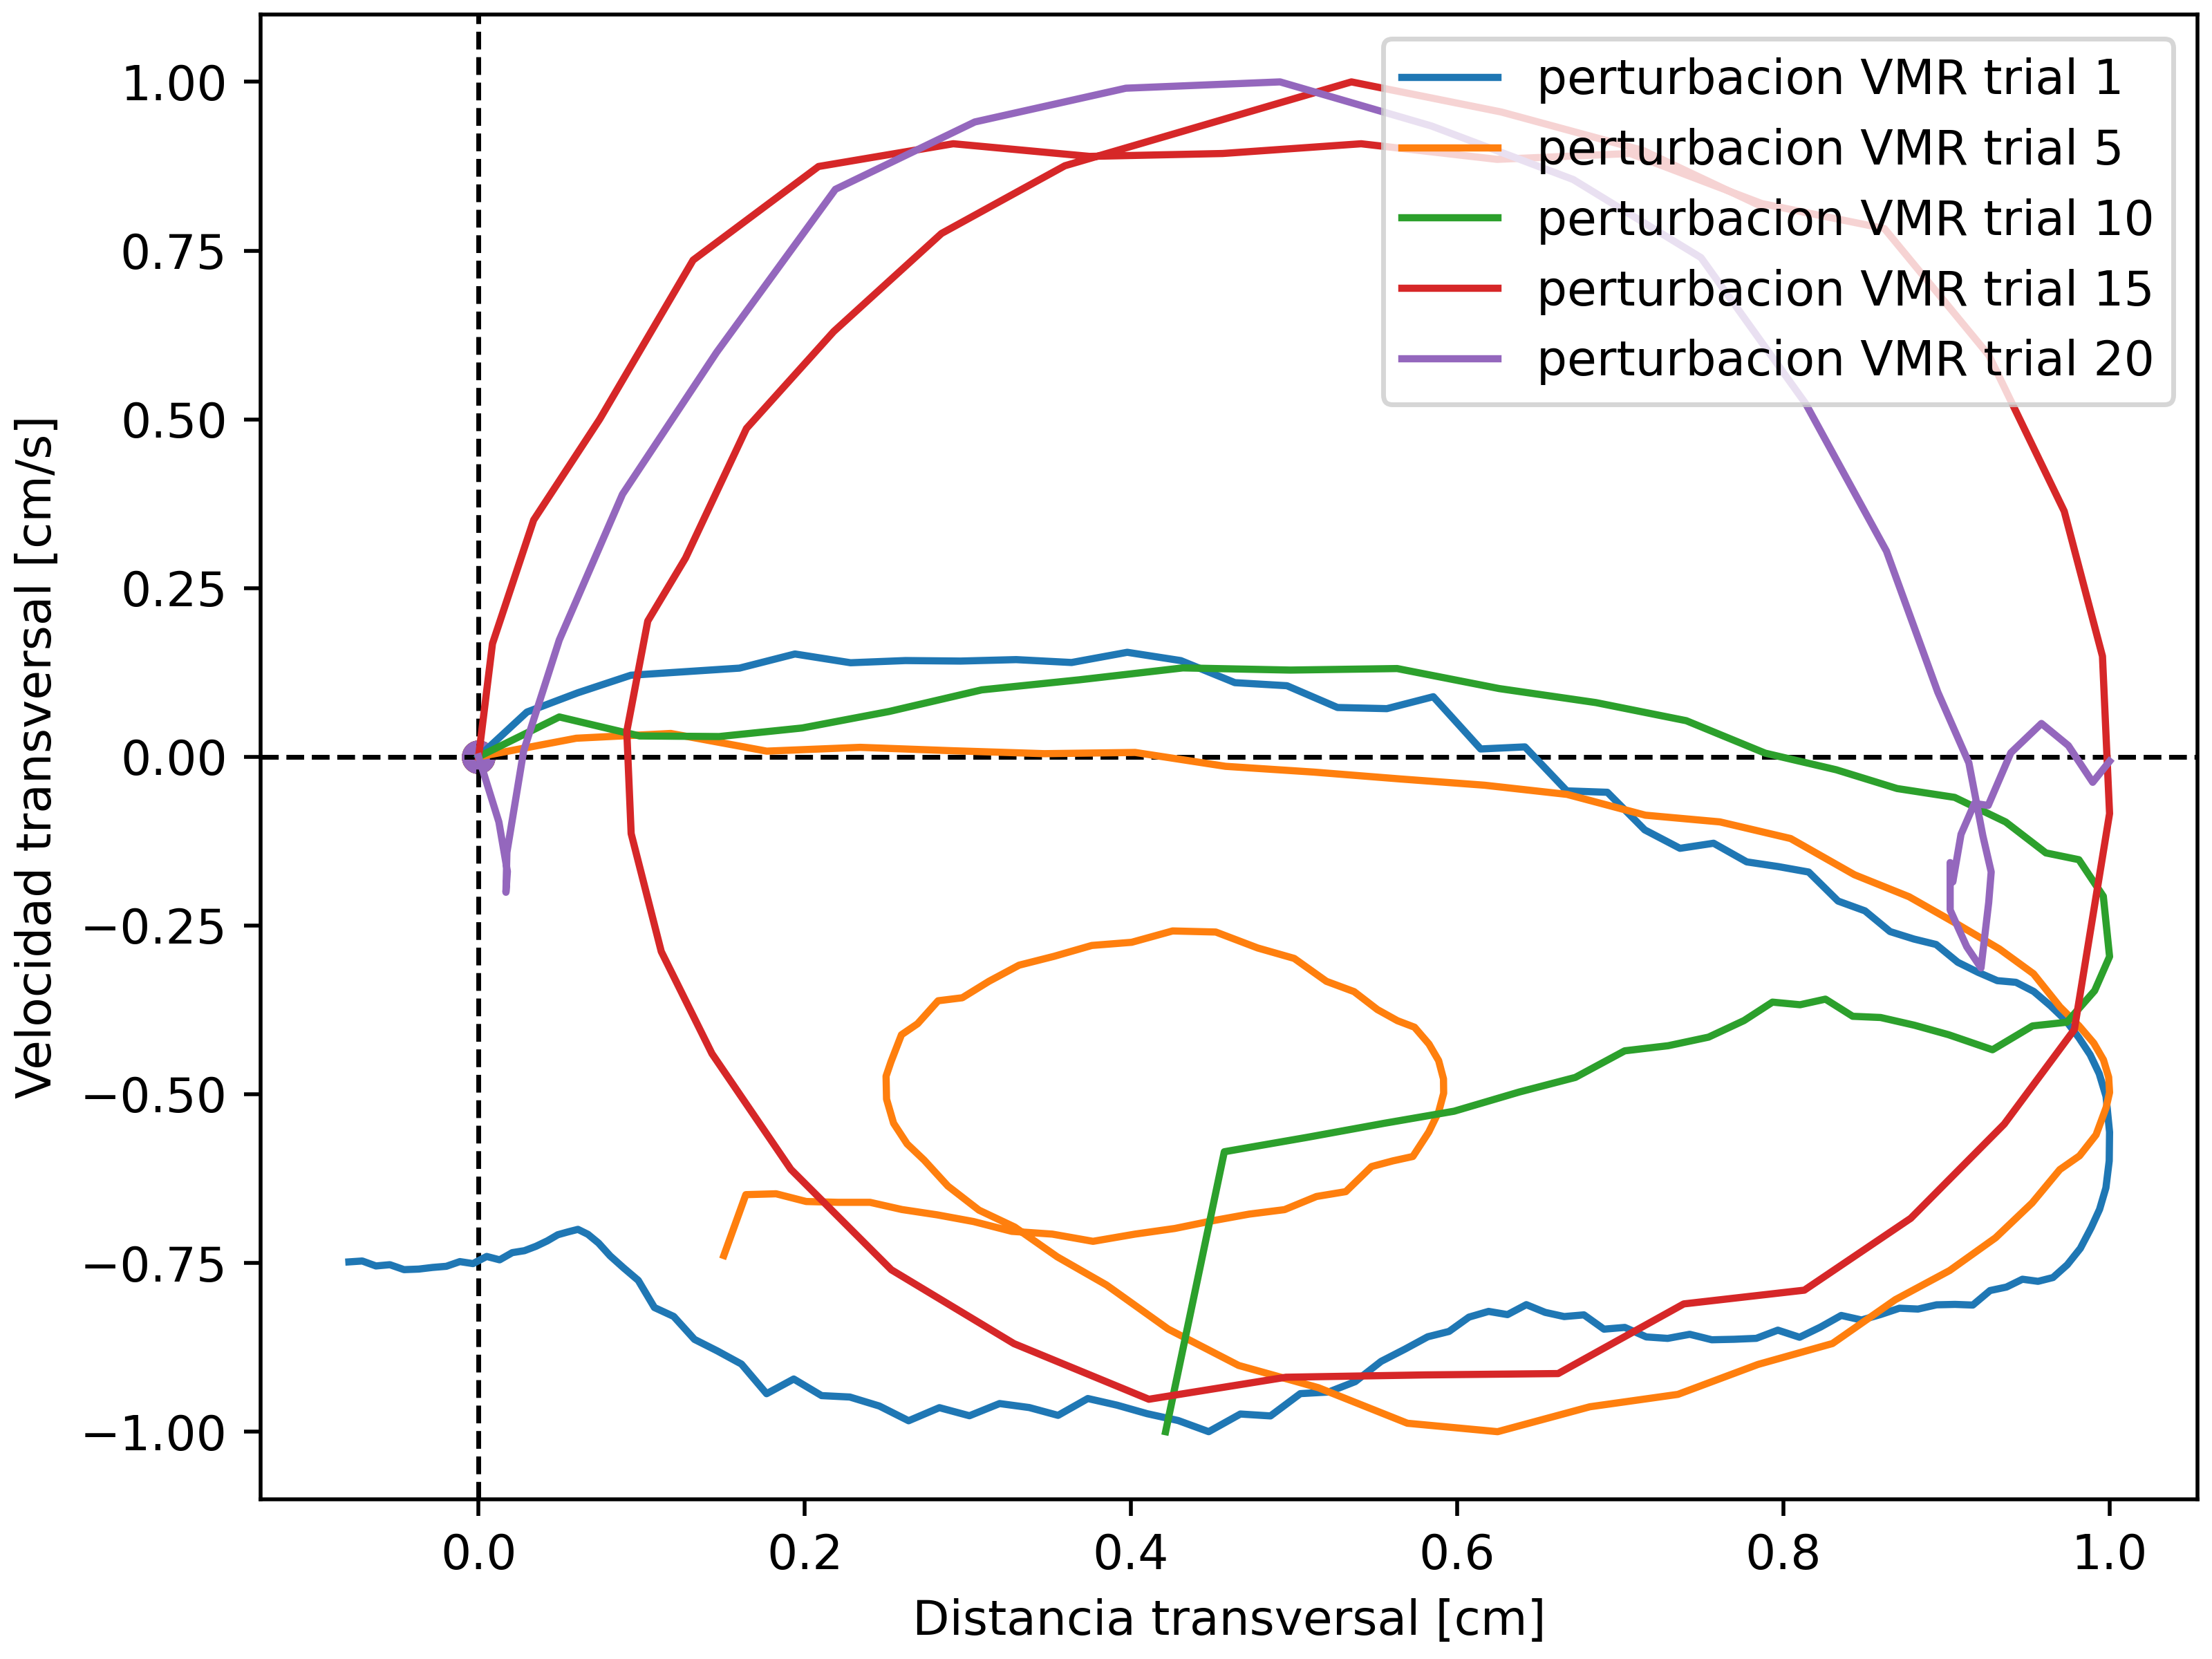 perturbacion VMR trial 1
perturbacion VMR trial 5
perturbacion VMR trial 10
perturbacion VMR trial 15
perturbacion VMR trial 20
1.00
0.75
0.50
0.25
0.00
−0.25
−0.50
−0.75
−1.00
Velocidad transversal [cm/s]
0.0 0.2 0.4 0.6 0.8 1.0
Distancia transversal [cm]